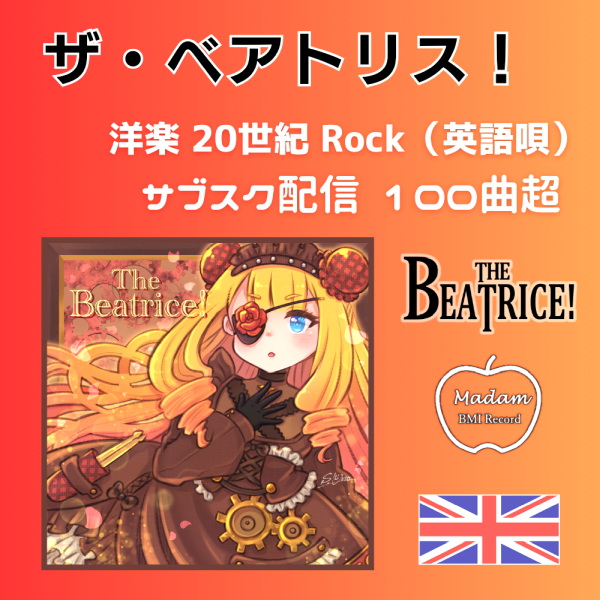 ザ・ベアトリス！
洋楽 20世紀 Rock（英語唄）
サブスク配信 １００曲超
The
Beatrice!
THE
BEATRICE!
Madam
BMI Record